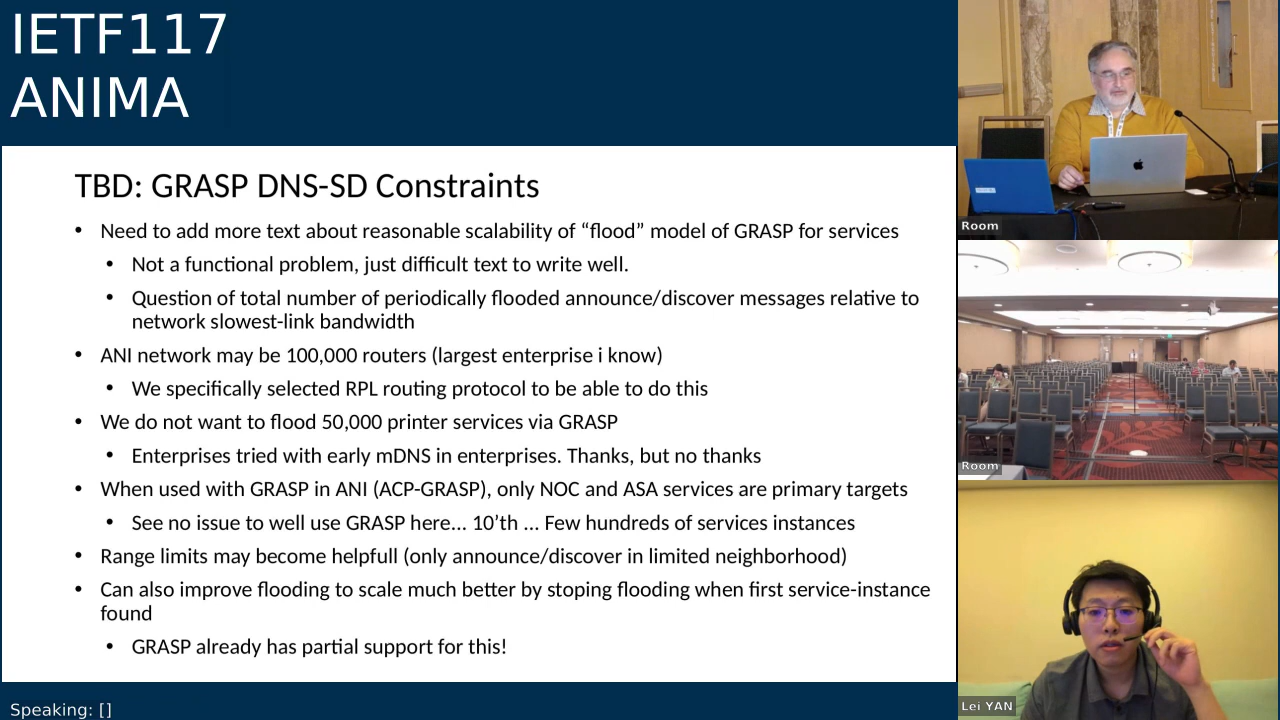 IETF117
ANIMA
TBD: GRASP DNS-SD Constraints
• Need to add more text about reasonable scalability of “flood” model of GRASP for services
• Not a functional problem, just difficult text to write well.
• Question of total number of periodically flooded announce/discover messages relative to
network slowest-link bandwidth
• ANI network may be 100,000 routers (largest enterprise i know)
• We specifically selected RPL routing protocol to be able to do this
• We do not want to flood 50,000 printer services via GRASP
• Enterprises tried with early mDNS in enterprises. Thanks, but no thanks
• When used with GRASP in ANI (ACP-GRASP), only NOC and ASA services are primary targets
• See no issue to well use GRASP here... 10’th ... Few hundreds of services instances
• Range limits may become helpfull (only announce/discover in limited neighborhood)
• Can also improve flooding to scale much better by stoping flooding when first service-instance
found
• GRASP already has partial support for this!
Speaking: []
Room
Room
Lei YAN